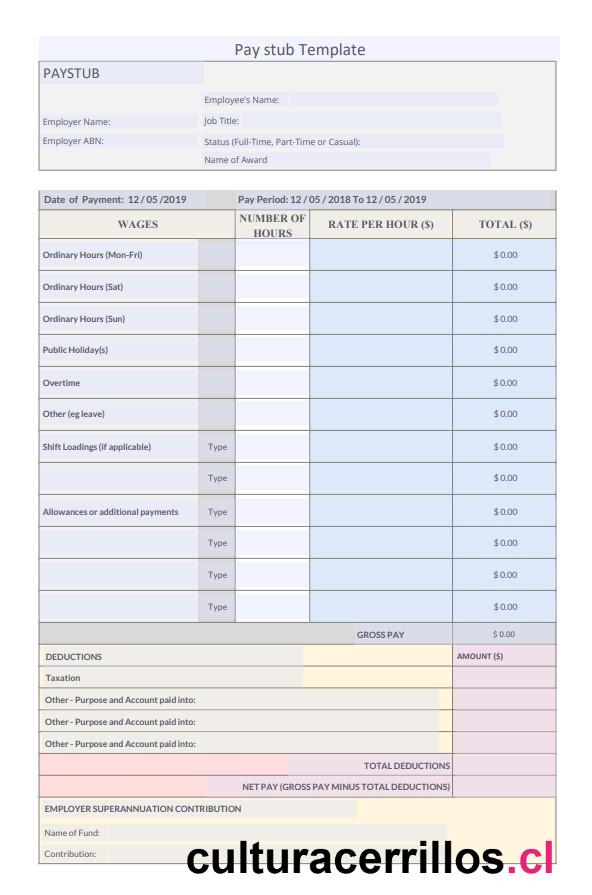 Pay stub Template
PAYSTUB
Employee's Name:
Employer Name:
Job Title:
Employer ABN:
Status (Full-Time, Part-Time or Casual):
Name of Award
Date of Payment: 12 / 05 /2019 Pay Period: 12 / 05 / 2018 To 12 / 05 / 2019
WAGES NUMBER OF HOURS RATE PER HOUR ($) TOTAL ($)
Ordinary Hours (Mon-Fri) $ 0.00
Ordinary Hours (Sat) $ 0.00
Ordinary Hours (Sun) $ 0.00
Public Holiday(s) $ 0.00
Overtime $ 0.00
Other (eg leave) $ 0.00
Shift Loadings (if applicable) Type $ 0.00
Type $ 0.00
Allowances or additional payments Type $ 0.00
Type $ 0.00
Type $ 0.00
Type $ 0.00
GROSS PAY $ 0.00
DEDUCTIONS AMOUNT ($)
Taxation
Other - Purpose and Account paid into:
Other - Purpose and Account paid into:
Other - Purpose and Account paid into:
TOTAL DEDUCTIONS
NET PAY (GROSS PAY MINUS TOTAL DEDUCTIONS)
EMPLOYER SUPERANNUATION CONTRIBUTION
Name of Fund:
Contribution:
culturacerrillos.cl